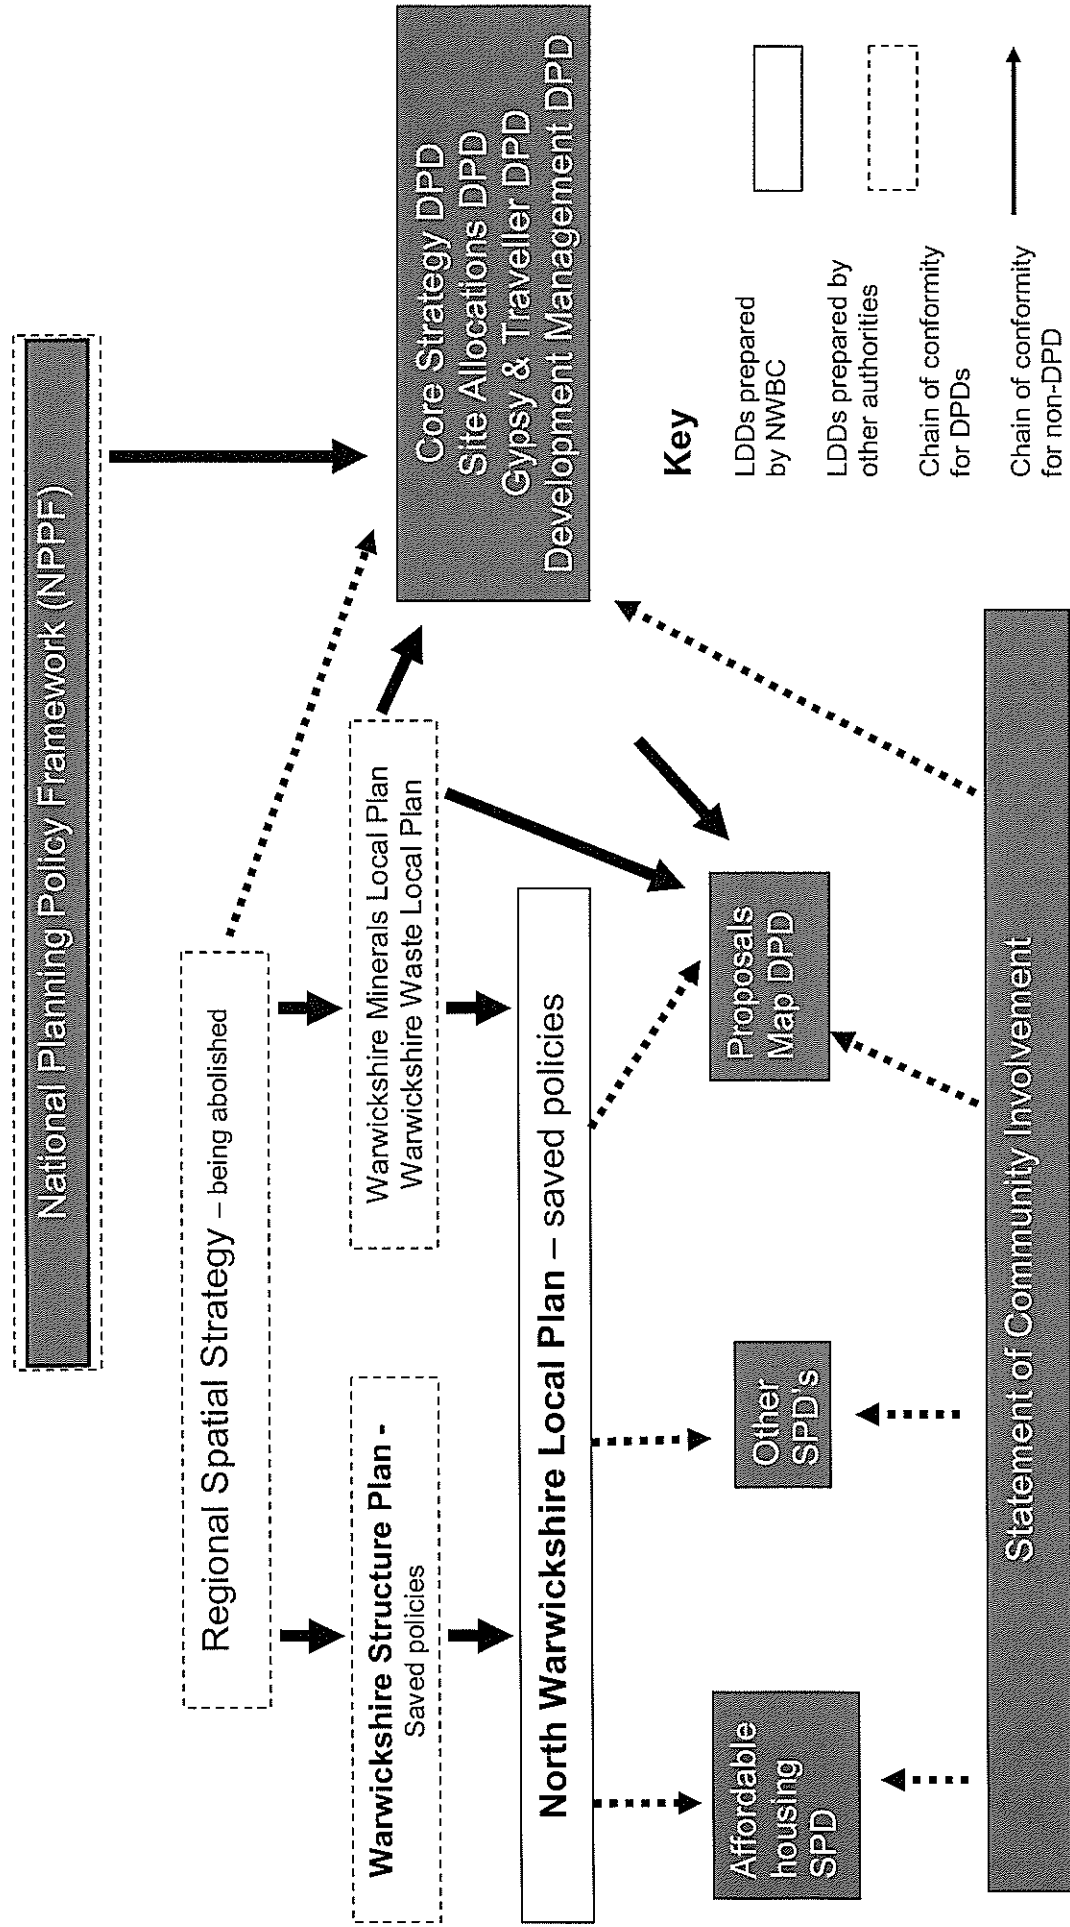 National Planning Policy Framework (NPPF)
Regional Spatial Strategy – being abolished
Warwickshire Structure Plan -
Saved policies
Warwickshire Minerals Local Plan
Warwickshire Waste Local Plan
Core Strategy DPD
Site Allocations DPD
Gypsy & Traveller DPD
Development Management DPD
North Warwickshire Local Plan – saved policies
Affordable
housing
SPD
Other
SPD's
Proposals
Map DPD
Statement of Community Involvement
Key
LDDs prepared
by NWBC
LDDs prepared by
other authorities
Chain of conformity
for DPDs
Chain of conformity
for non-DPD